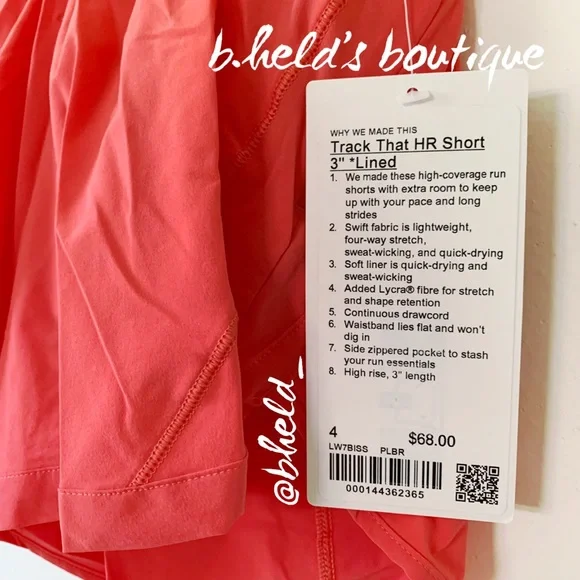 b.held's boutique
WHY WE MADE THIS
Track That HR Short
3" *Lined
1. We made these high-coverage run
shorts with extra room to keep
up with your pace and long
strides
2. Swift fabric is lightweight,
four-way stretch,
sweat-wicking, and quick-drying
3. Soft liner is quick-drying and
sweat-wicking
4. Added Lycra® fibre for stretch
and shape retention
5. Continuous drawcord
6. Waistband lies flat and won't
dig in
7. Side zippered pocket to stash
your run essentials
8. High rise, 3" length
4 $68.00
LW7BISS PLBR
000144362365
@bheld_